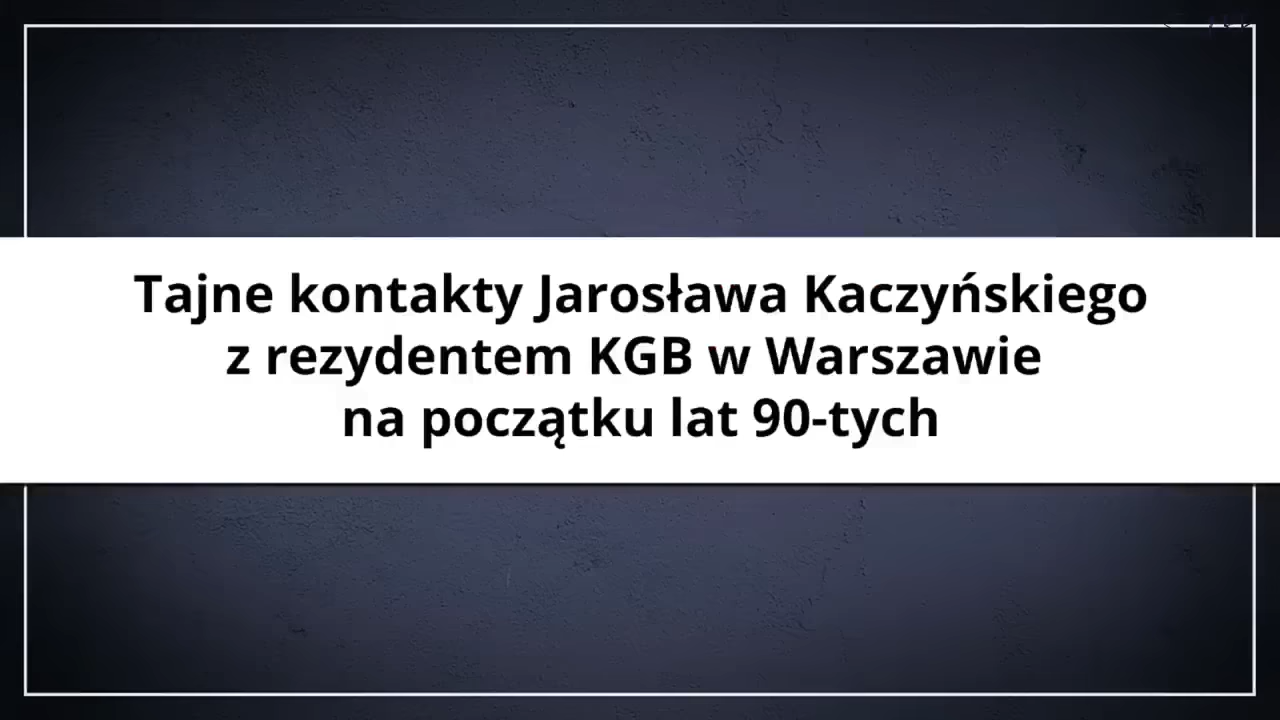 Tajne kontakty Jarosława Kaczyńskiego
z rezydentem KGB w Warszawie
na początku lat 90-tych